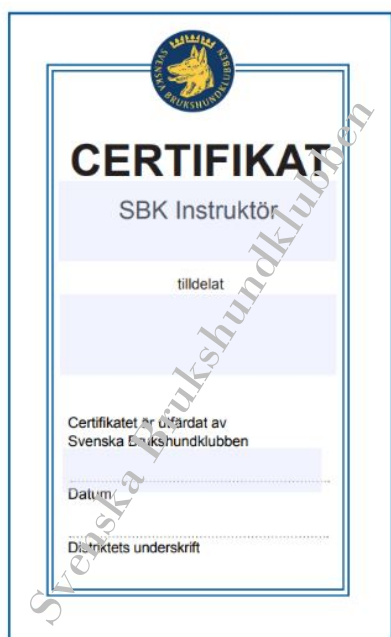 SVENSKA BRUKSHUNDKLUBBEN
CERTIFIKAT
SBK Instruktör
tilldelat
Certifikatet är utfärdat av
Svenska Brukshundklubben
Datum
Distriktets underskrift
Svenska Brukshundklubben